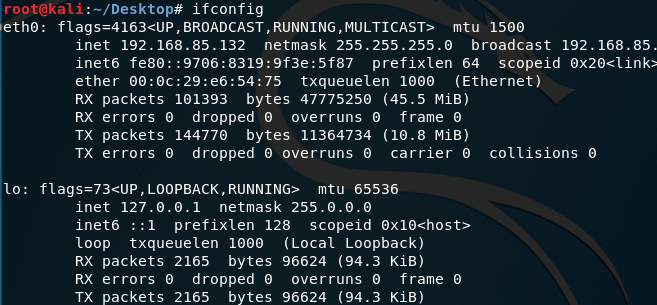 root@kali:~/Desktop# ifconfig
eth0: flags=4163<UP,BROADCAST,RUNNING,MULTICAST>  mtu 1500
        inet 192.168.85.132  netmask 255.255.255.0  broadcast 192.168.85.
        inet6 fe80::9706:8319:9f3e:5f87  prefixlen 64  scopeid 0x20<link>
        ether 00:0c:29:e6:54:75  txqueuelen 1000  (Ethernet)
        RX packets 101393  bytes 47775250 (45.5 MiB)
        RX errors 0  dropped 0  overruns 0  frame 0
        TX packets 144770  bytes 11364734 (10.8 MiB)
        TX errors 0  dropped 0 overruns 0  carrier 0  collisions 0

lo: flags=73<UP,LOOPBACK,RUNNING>  mtu 65536
        inet 127.0.0.1  netmask 255.0.0.0
        inet6 ::1  prefixlen 128  scopeid 0x10<host>
        loop  txqueuelen 1000  (Local Loopback)
        RX packets 2165  bytes 96624 (94.3 KiB)
        RX errors 0  dropped 0  overruns 0  frame 0
        TX packets 2165  bytes 96624 (94.3 KiB)